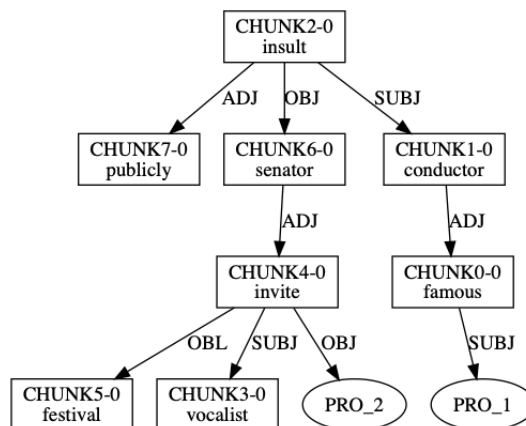 CHUNK2-0
insult
ADJ
OBJ
SUBJ
CHUNK7-0
publicly
CHUNK6-0
senator
CHUNK1-0
conductor
ADJ
ADJ
CHUNK4-0
invite
CHUNK0-0
famous
OBL
SUBJ
OBJ
SUBJ
CHUNK5-0
festival
CHUNK3-0
vocalist
PRO_2
PRO_1